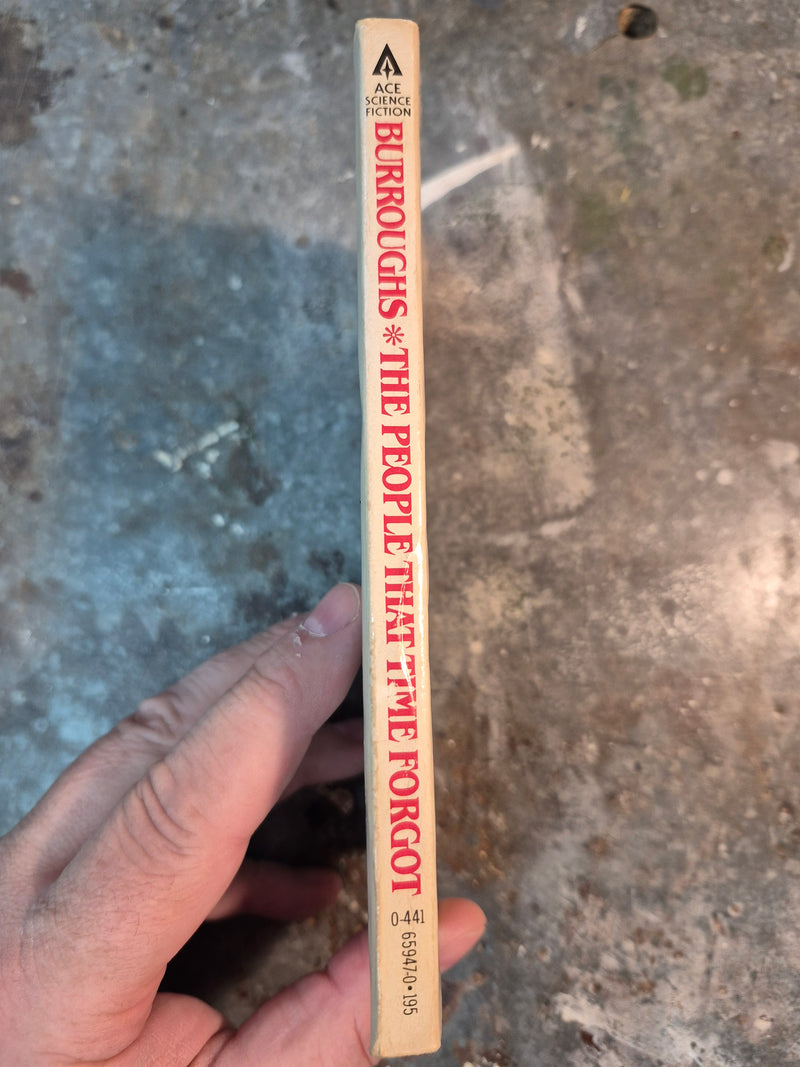 ACE
SCIENCE
FICTION
BURROUGHS * THE PEOPLE THAT TIME FORGOT
0-441
65947-0•195